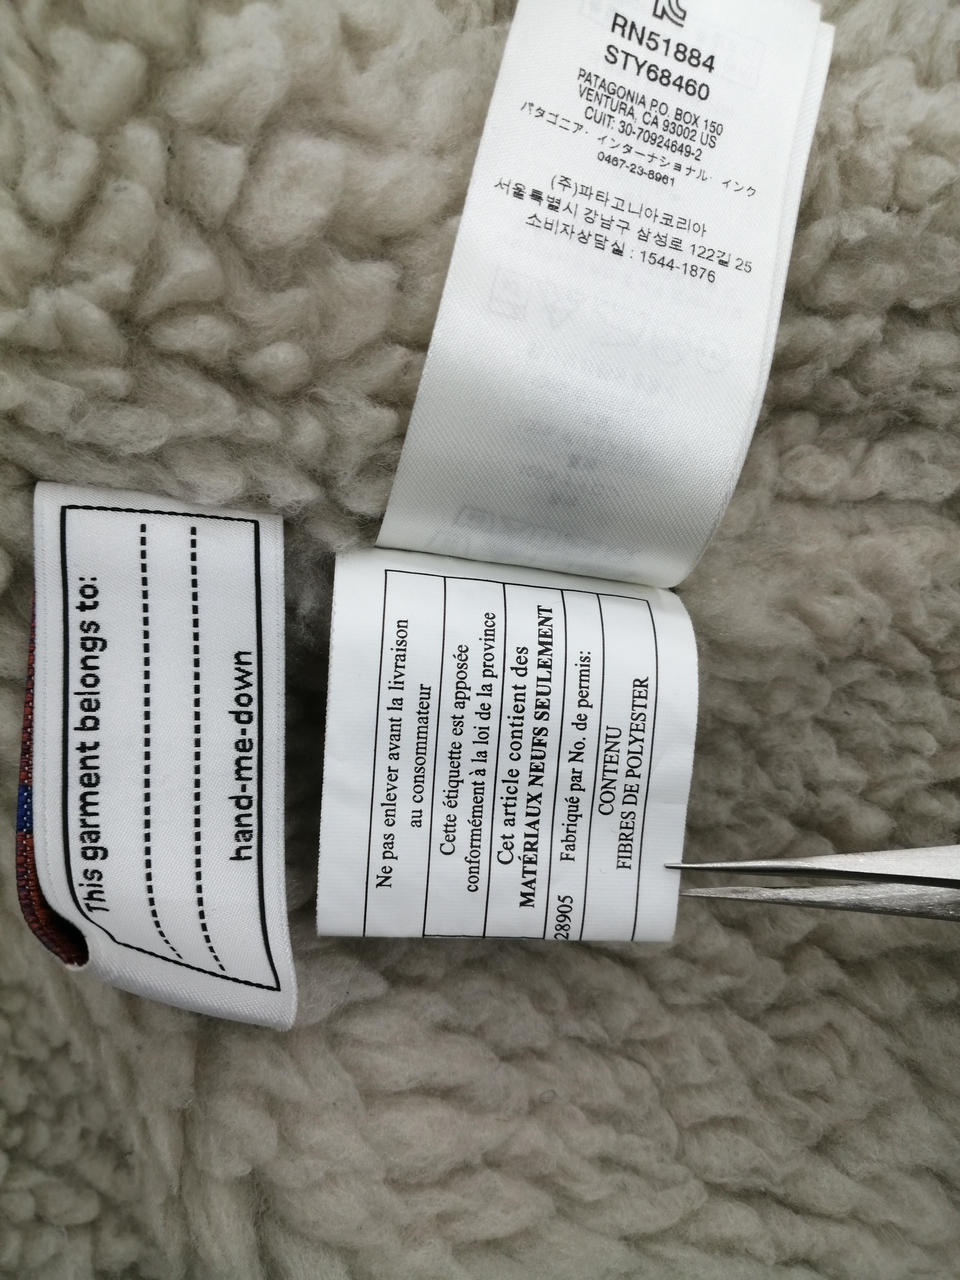 RN51884
STY68460
PATAGONIA P.O. BOX 150
VENTURA, CA 93002 US
CUIT: 30-70924649-2
パタゴニア・インターナショナル・インク
0467-23-8961
(주)파타고니아코리아
서울특별시 강남구 삼성로 122길 25
소비자상담실 : 1544-1876
This garment belongs to:
hand-me-down
Ne pas enlever avant la livraison
au consommateur
Cette étiquette est apposée
conformément à la loi de la province
Cet article contient des
MATÉRIAUX NEUFS SEULEMENT
28905 Fabriqué par No. de permis:
CONTENU
FIBRES DE POLYESTER